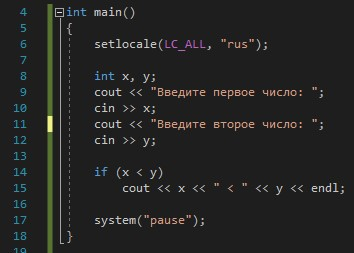 4 int main()
5 {
6 setlocale(LC_ALL, "rus");
7
8 int x, y;
9 cout << "Введите первое число: ";
10 cin >> x;
11 cout << "Введите второе число: ";
12 cin >> y;
13
14 if (x < y)
15 cout << x << " < " << y << endl;
16
17 system("pause");
18 }
19